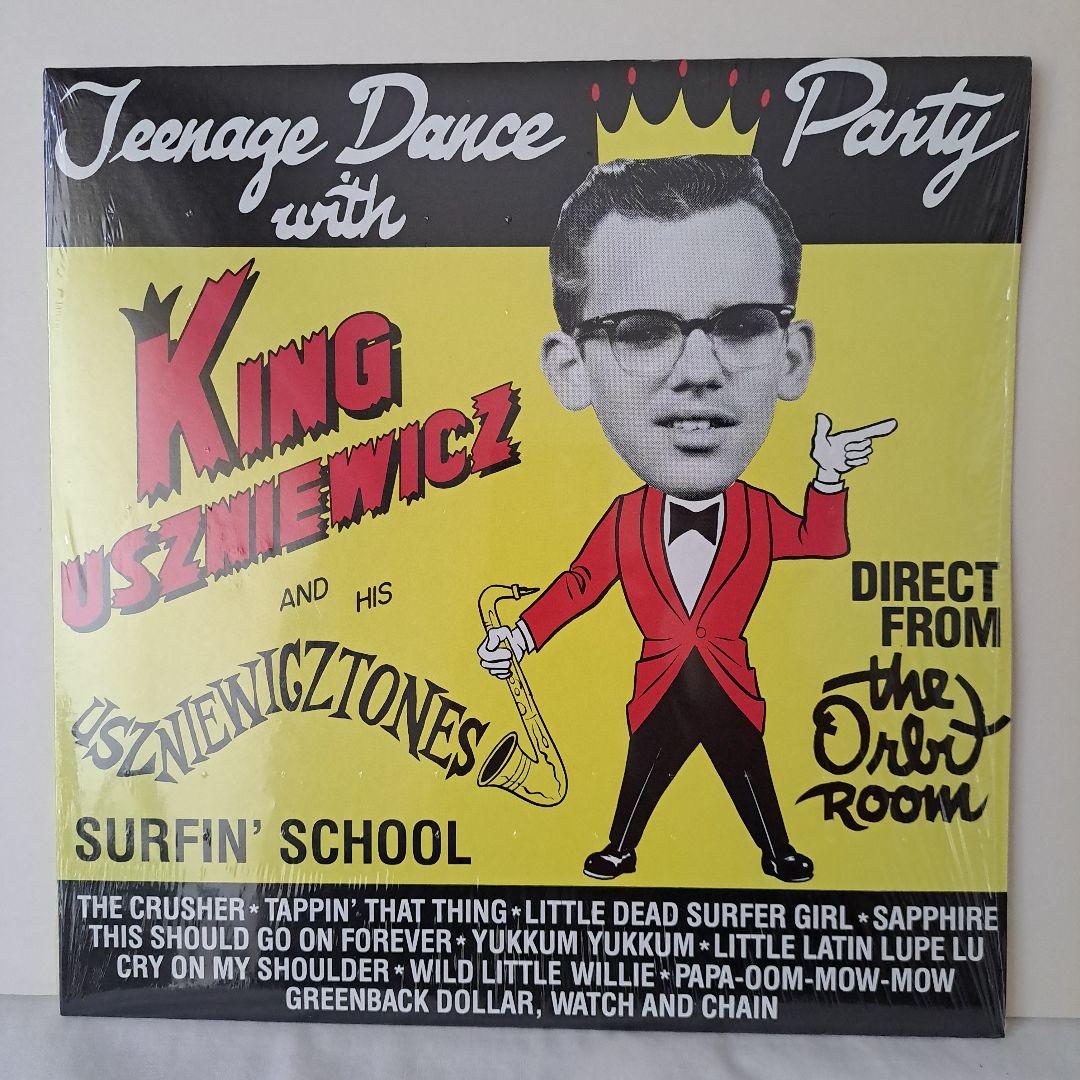 Teenage Dance Party
with
KING
USZNIEWICZ
AND HIS
USZNIEWICZTONES
DIRECT
FROM
the
Orbit
ROOM
SURFIN' SCHOOL
THE CRUSHER * TAPPIN' THAT THING * LITTLE DEAD SURFER GIRL * SAPPHIRE
THIS SHOULD GO ON FOREVER * YUKKUM YUKKUM * LITTLE LATIN LUPE LU
CRY ON MY SHOULDER * WILD LITTLE WILLIE * PAPA-OOM-MOW-MOW
GREENBACK DOLLAR, WATCH AND CHAIN